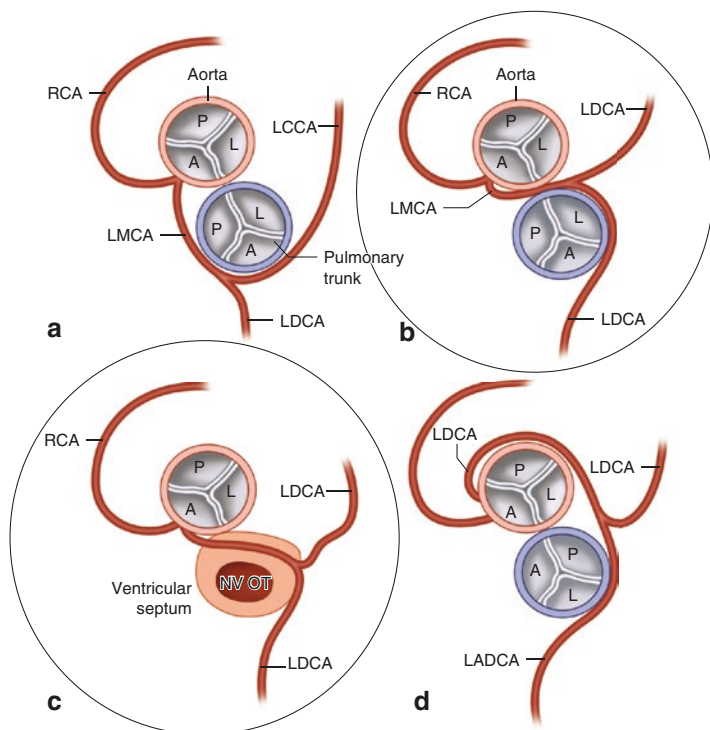 RCA
Aorta
P
L
A
LCCA
LMCA
L
P
A
Pulmonary
trunk
LDCA
a
RCA
Aorta
P
L
A
LDCA
LMCA
L
P
A
LDCA
b
RCA
P
L
A
LDCA
Ventricular
septum
NV OT
LDCA
c
LDCA
P
L
A
LDCA
P
A
L
LADCA
d